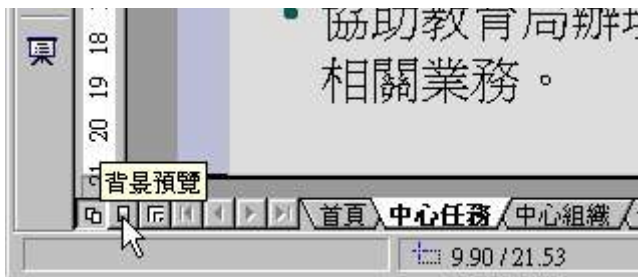 協助教育局辦
相關業務。
18
19
20
背景預覽
首頁
中心任務
中心組織
9.90 / 21.53